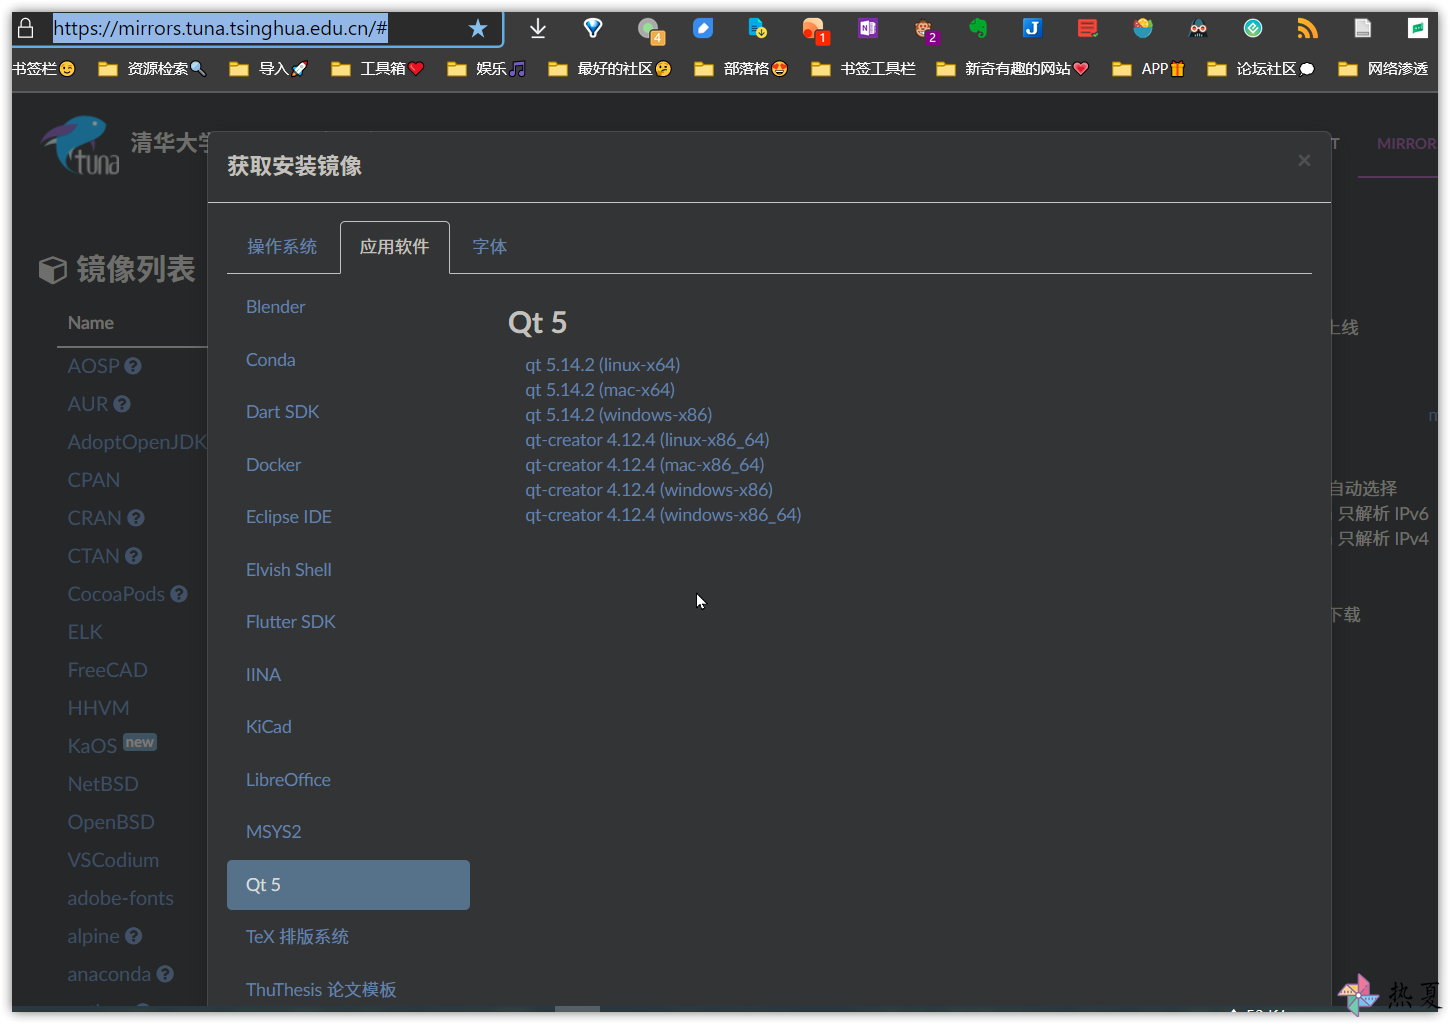 https://mirrors.tuna.tsinghua.edu.cn/#
4
1
2
J
书签栏
资源检索
导入
工具箱
娱乐
最好的社区
部落格
书签工具栏
新奇有趣的网站
APP
论坛社区
网络渗透
tuna
清华大学
T
MIRROR
获取安装镜像
×
操作系统
应用软件
字体
镜像列表
Name
AOSP
AUR
AdoptOpenJDK
CPAN
CRAN
CTAN
CocoaPods
ELK
FreeCAD
HHVM
KaOS new
NetBSD
OpenBSD
VSCodium
adobe-fonts
alpine
anaconda
Blender
Conda
Dart SDK
Docker
Eclipse IDE
Elvish Shell
Flutter SDK
IINA
KiCad
LibreOffice
MSYS2
Qt 5
TeX 排版系统
ThuThesis 论文模板
Qt 5
qt 5.14.2 (linux-x64)
qt 5.14.2 (mac-x64)
qt 5.14.2 (windows-x86)
qt-creator 4.12.4 (linux-x86_64)
qt-creator 4.12.4 (mac-x86_64)
qt-creator 4.12.4 (windows-x86)
qt-creator 4.12.4 (windows-x86_64)
上线
自动选择
只解析 IPv6
只解析 IPv4
下载
热夏